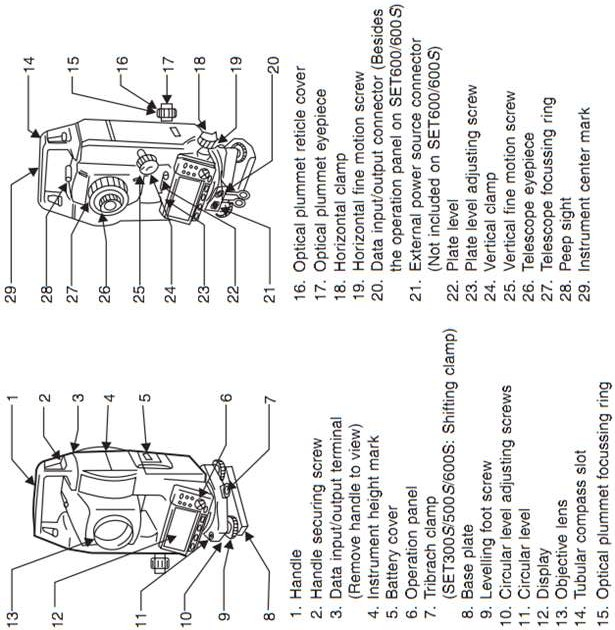 13
12
11
10
9
8
1
2
3
4
5
6
7
1. Handle
2. Handle securing screw
3. Data input/output terminal
(Remove handle to view)
4. Instrument height mark
5. Battery cover
6. Operation panel
7. Tribrach clamp
(SET300S/500S/600S: Shifting clamp)
8. Base plate
9. Levelling foot screw
10. Circular level adjusting screws
11. Circular level
12. Display
13. Objective lens
14. Tubular compass slot
15. Optical plummet focussing ring
29
28
27
26
25
24
23
22
21
14
15
16
17
18
19
20
16. Optical plummet reticle cover
17. Optical plummet eyepiece
18. Horizontal clamp
19. Horizontal fine motion screw
20. Data input/output connector (Besides
the operation panel on SET600/600S)
21. External power source connector
(Not included on SET600/600S)
22. Plate level
23. Plate level adjusting screw
24. Vertical clamp
25. Vertical fine motion screw
26. Telescope eyepiece
27. Telescope focussing ring
28. Peep sight
29. Instrument center mark